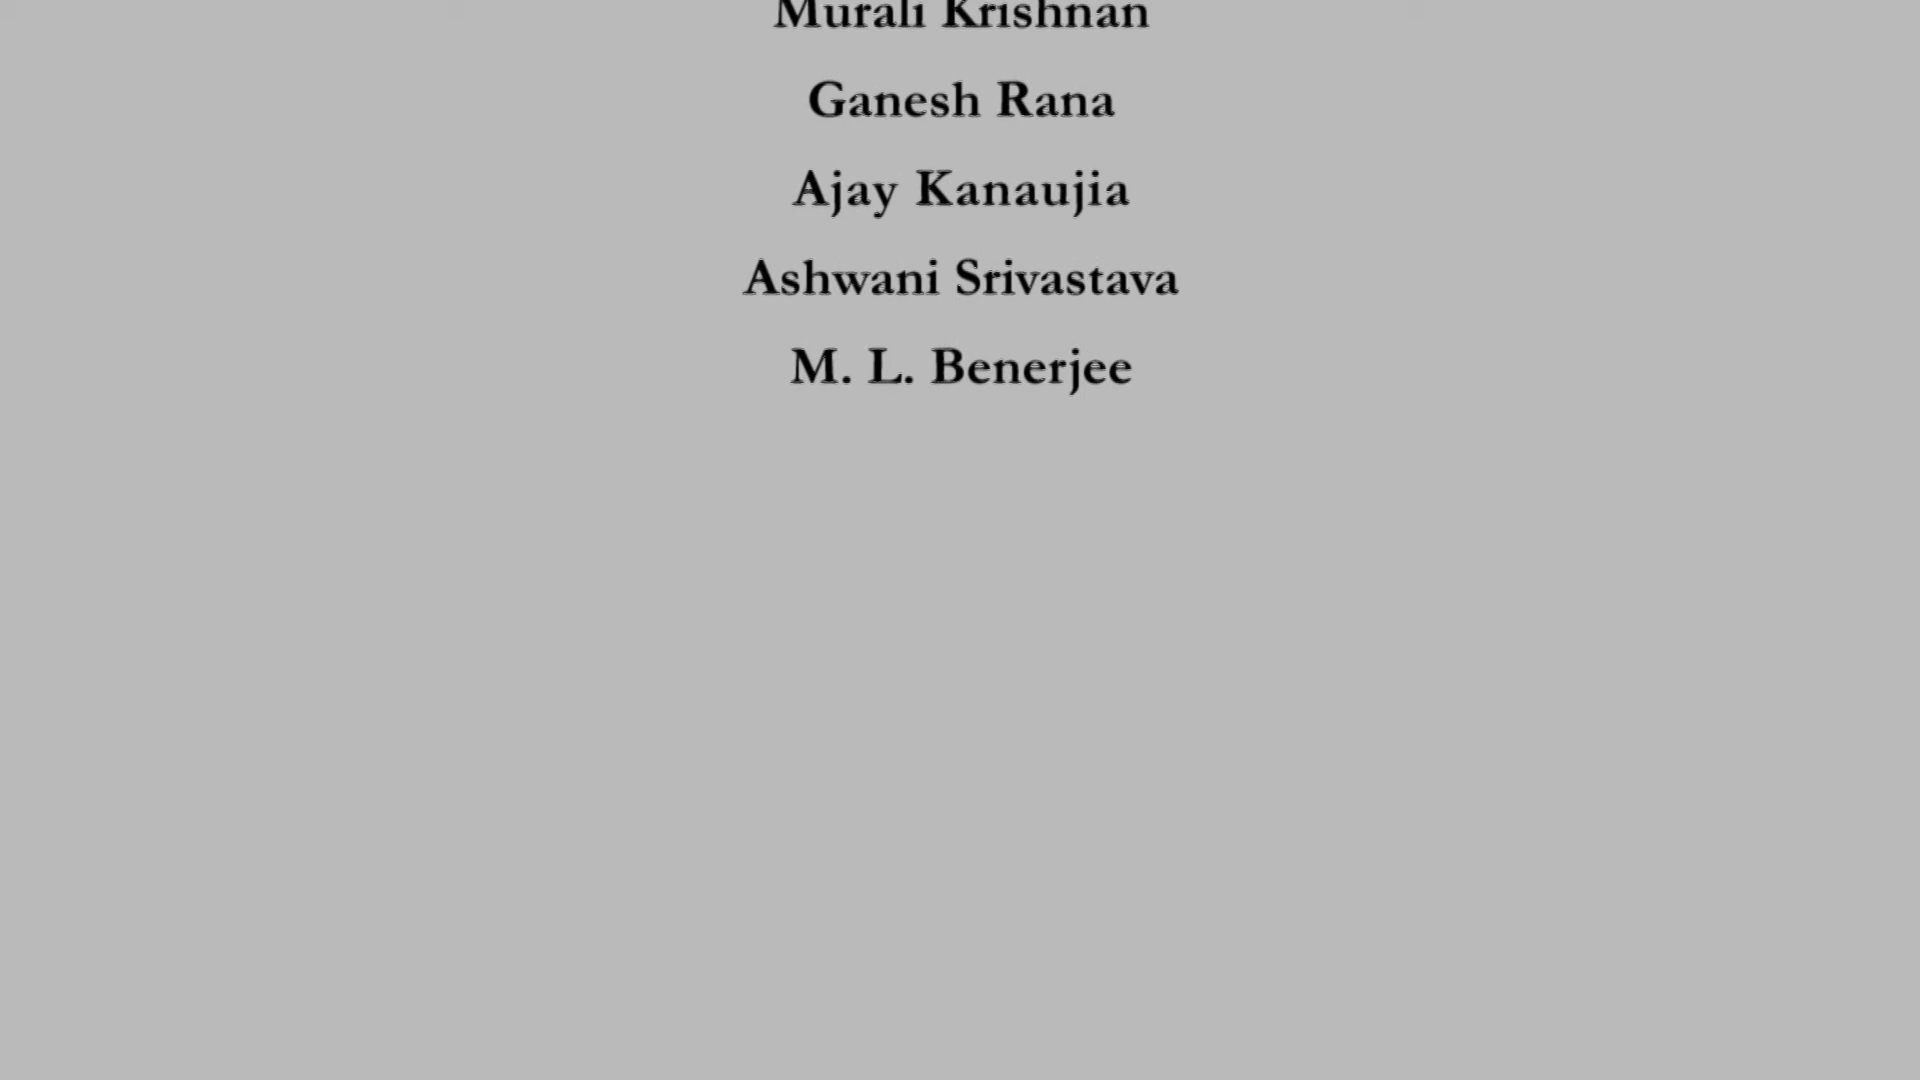 Murali Krishnan
Ganesh Rana
Ajay Kanaujia
Ashwani Srivastava
M. L. Benerjee